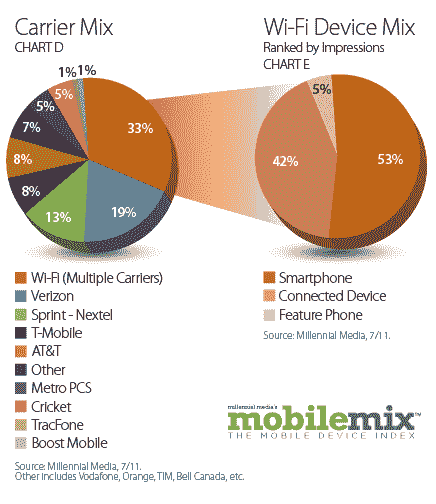 Carrier Mix
CHART D
1%
1%
5%
5%
7%
8%
8%
13%
19%
33%
Wi-Fi (Multiple Carriers)
Verizon
Sprint - Nextel
T-Mobile
AT&T
Other
Metro PCS
Cricket
TracFone
Boost Mobile
Source: Millennial Media, 7/11.
Other includes Vodafone, Orange, TIM, Bell Canada, etc.
Wi-Fi Device Mix
Ranked by Impressions
CHART E
5%
42%
53%
Smartphone
Connected Device
Feature Phone
Source: Millennial Media, 7/11.
millennial media's
mobilemix™
THE MOBILE DEVICE INDEX